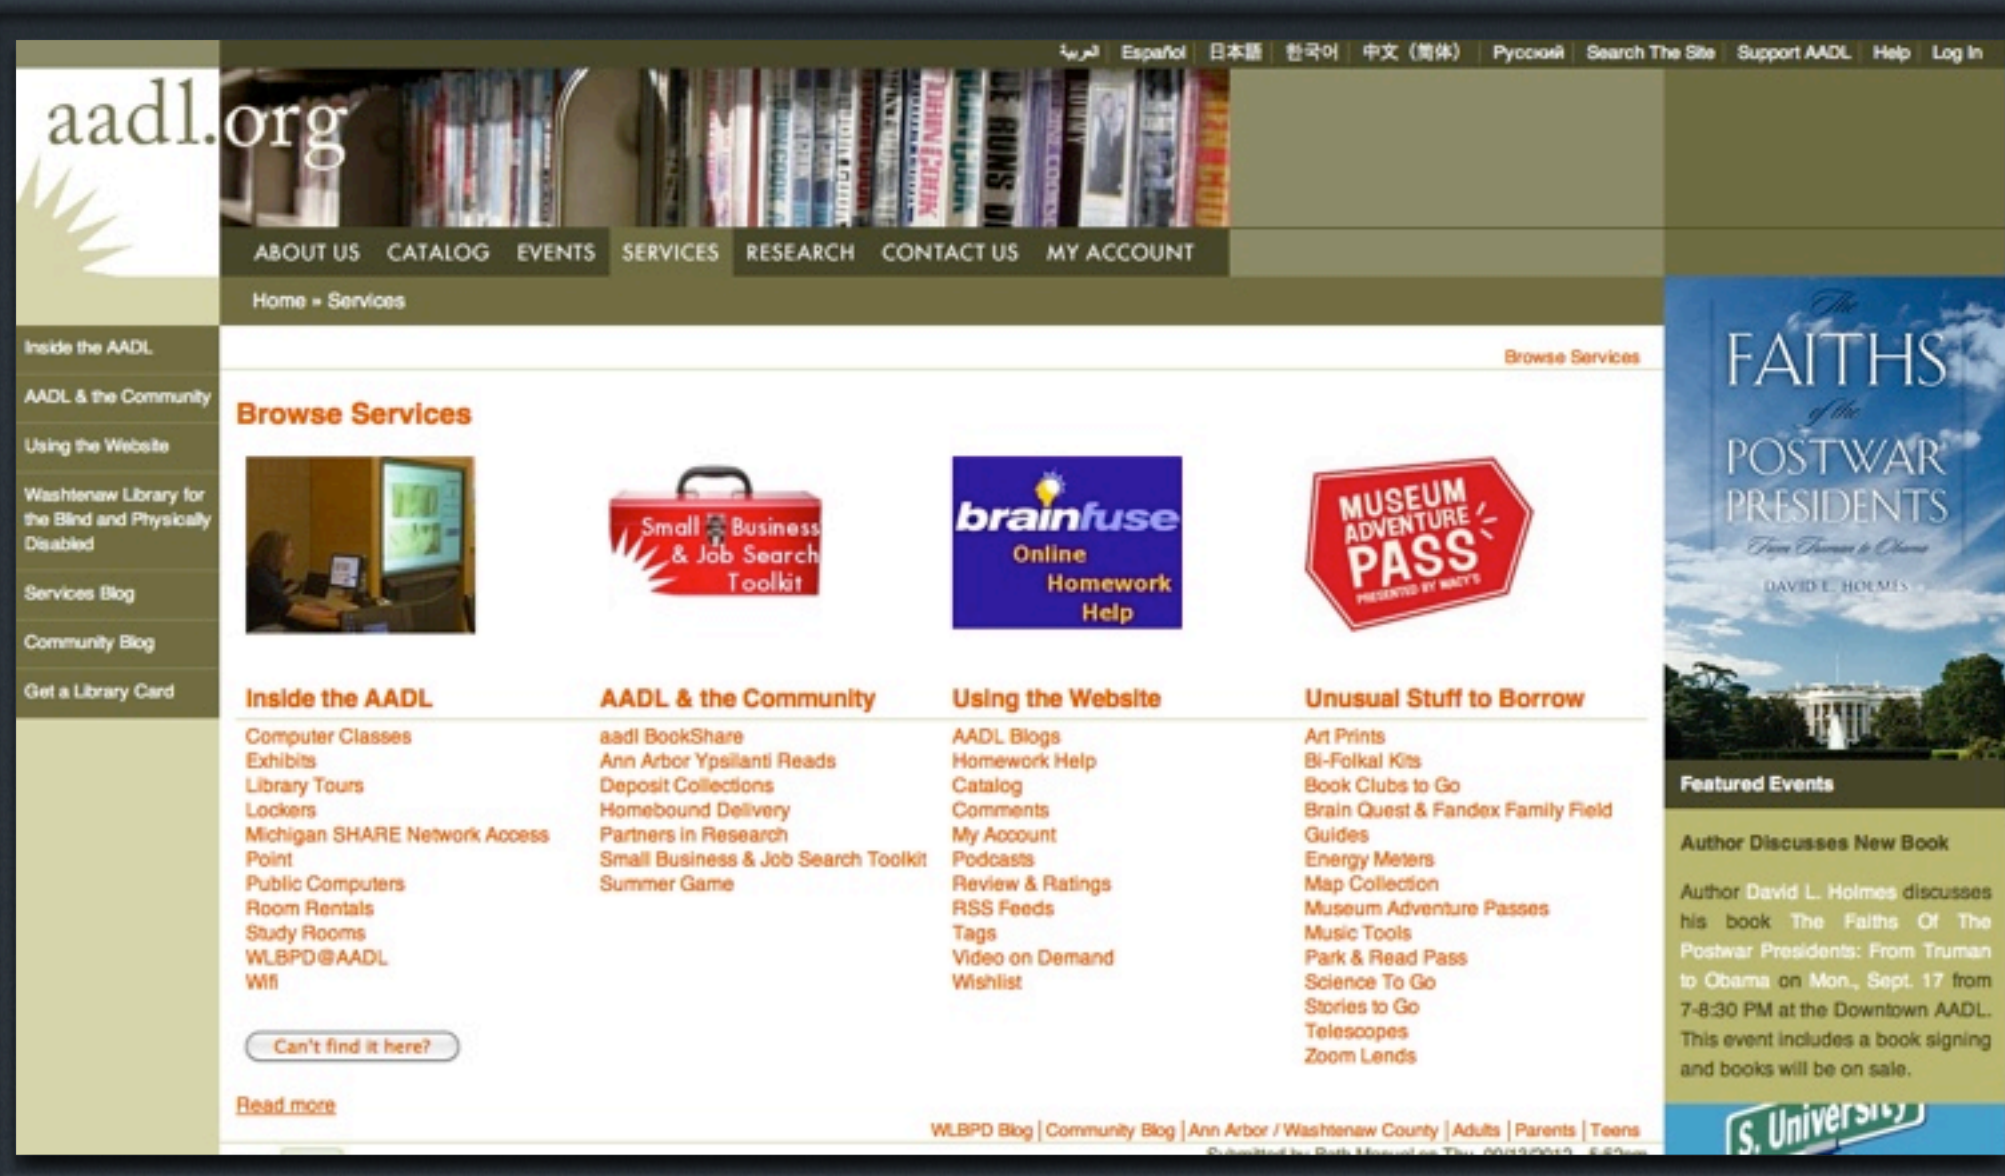 العربية Español 日本語 한국어 中文 (简体) Русский Search The Site Support AADL Help Log In
aadl.org
ABOUT US CATALOG EVENTS SERVICES RESEARCH CONTACT US MY ACCOUNT
Home » Services
Inside the AADL
AADL & the Community
Using the Website
Washtenaw Library for
the Blind and Physically
Disabled
Services Blog
Community Blog
Get a Library Card
Browse Services
Browse Services
Small Business
& Job Search
Toolkit
brainfuse
Online
Homework
Help
MUSEUM
ADVENTURE
PASS
PRESENTED BY MACY'S
Inside the AADL
Computer Classes
Exhibits
Library Tours
Lockers
Michigan SHARE Network Access
Point
Public Computers
Room Rentals
Study Rooms
WLBPD@AADL
Wifi
Can't find it here?
Read more
AADL & the Community
aadl BookShare
Ann Arbor Ypsilanti Reads
Deposit Collections
Homebound Delivery
Partners in Research
Small Business & Job Search Toolkit
Summer Game
Using the Website
AADL Blogs
Homework Help
Catalog
Comments
My Account
Podcasts
Review & Ratings
RSS Feeds
Tags
Video on Demand
Wishlist
Unusual Stuff to Borrow
Art Prints
Bi-Folkal Kits
Book Clubs to Go
Brain Quest & Fandex Family Field
Guides
Energy Meters
Map Collection
Museum Adventure Passes
Music Tools
Park & Read Pass
Science To Go
Stories to Go
Telescopes
Zoom Lends
WLBPD Blog | Community Blog | Ann Arbor / Washtenaw County | Adults | Parents | Teens
The
FAITHS
of the
POSTWAR
PRESIDENTS
From Truman to Obama
DAVID L. HOLMES
Featured Events
Author Discusses New Book
Author David L. Holmes discusses
his book The Faiths Of The
Postwar Presidents: From Truman
to Obama on Mon., Sept. 17 from
7-8:30 PM at the Downtown AADL.
This event includes a book signing
and books will be on sale.
S. University